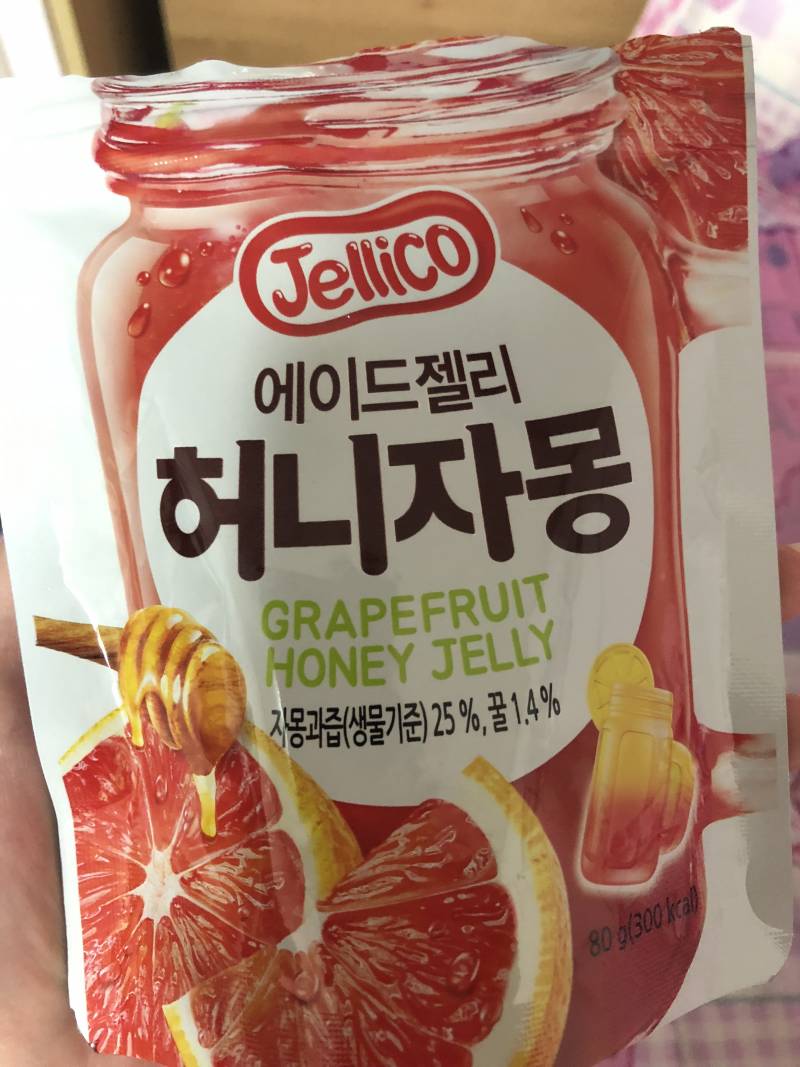 Jellico
에이드젤리
허니자몽
GRAPEFRUIT
HONEY JELLY
자몽과즙(생물기준) 25 %, 꿀 1.4 %
80 g(300 kcal)